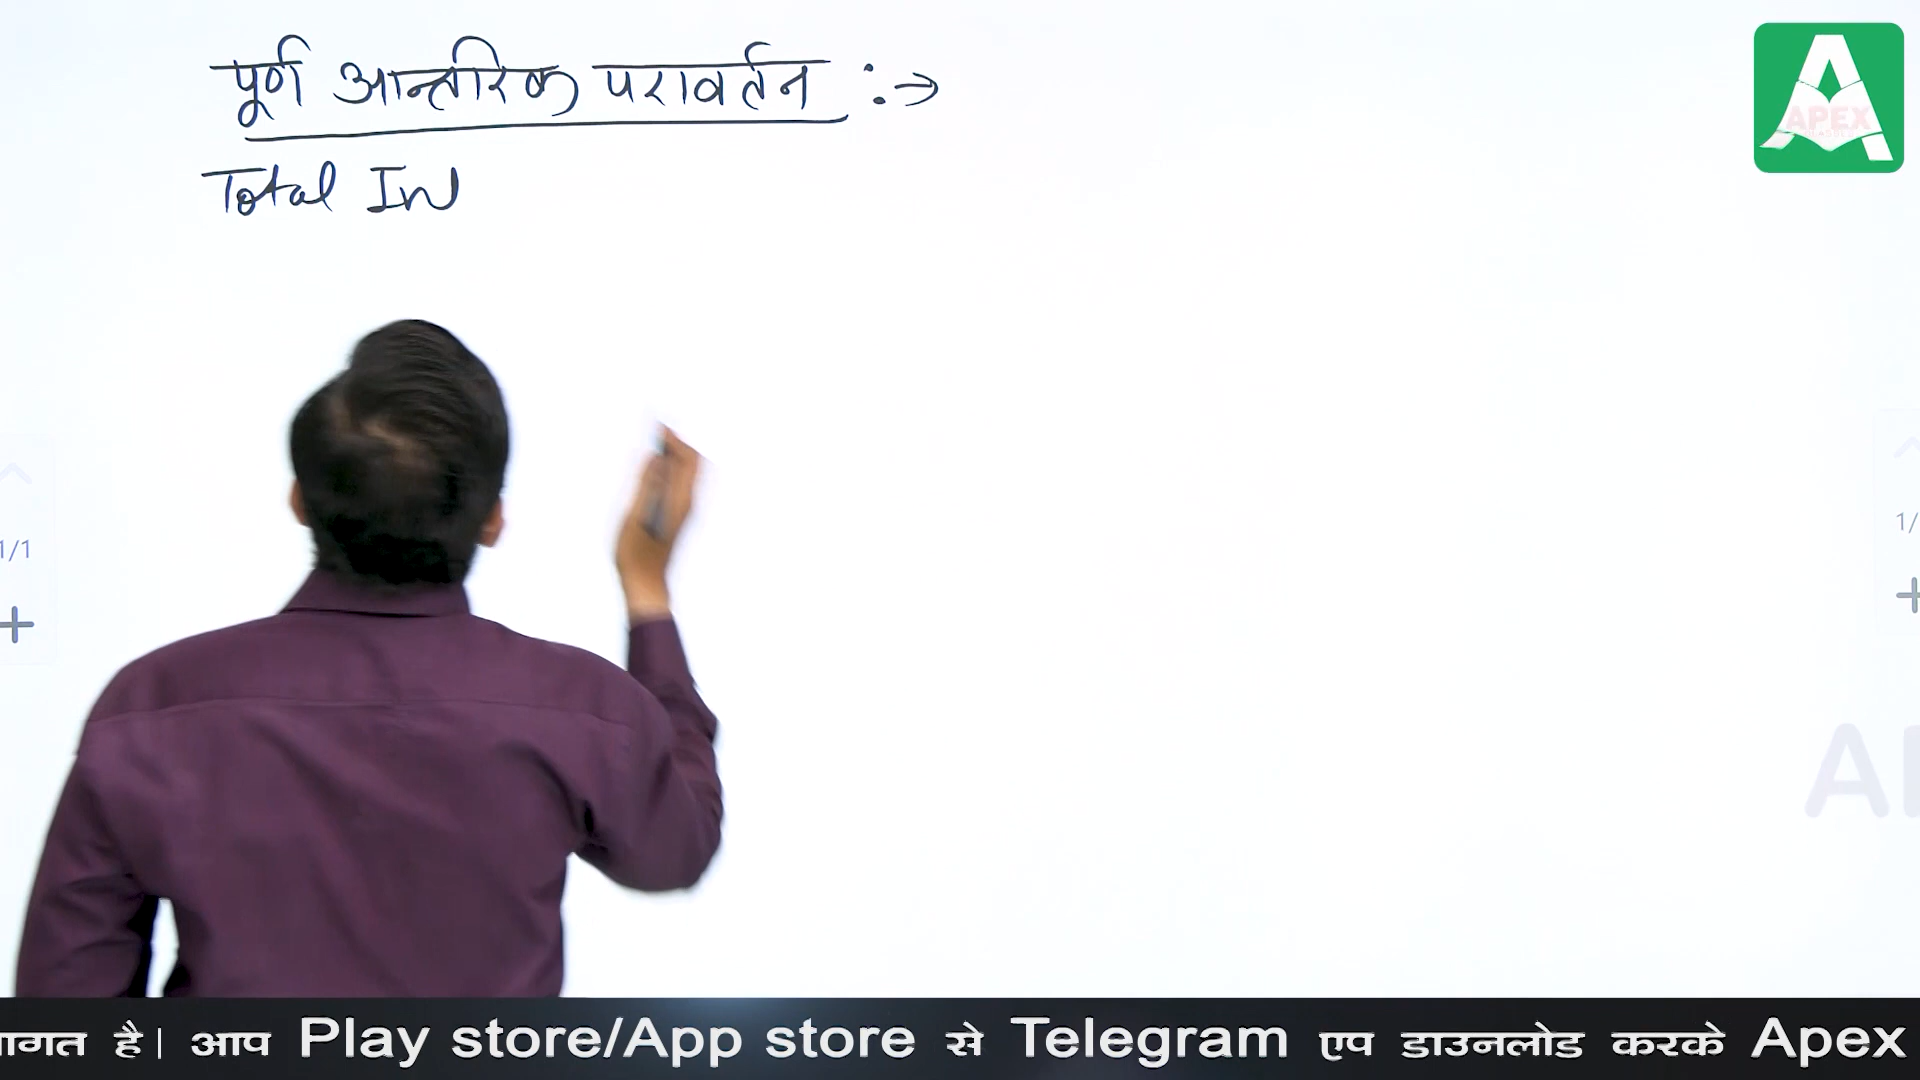 पूर्ण आन्तरिक परावर्तन :→
APEX
Total In
1/1
1/
+
+
ागत है। आप Play store/App store से Telegram एप डाउनलोड करके Apex